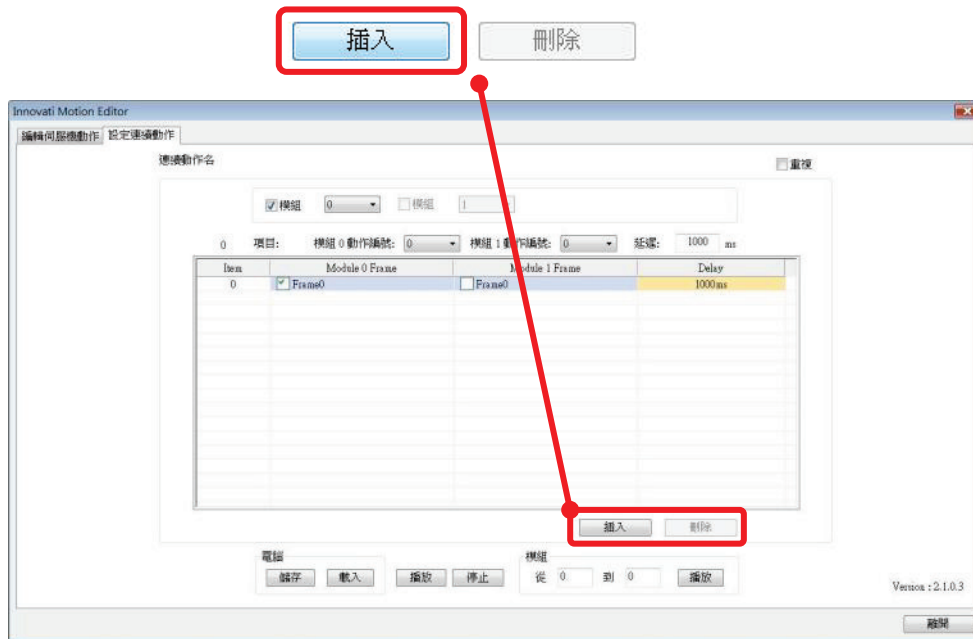 插入 刪除
Innovati Motion Editor
編輯伺服機動作 設定連續動作
連續動作名 重複
模組 0 模組 1
0 項目: 模組 0 動作編號: 0 模組 1 動作編號: 0 延遲: 1000 ms
Item Module 0 Frame Module 1 Frame Delay
0 Frame0 Frame0 1000ms
插入 刪除
電腦 模組
儲存 載入 播放 停止 從 0 到 0 播放
Version : 2.1.0.3
離開